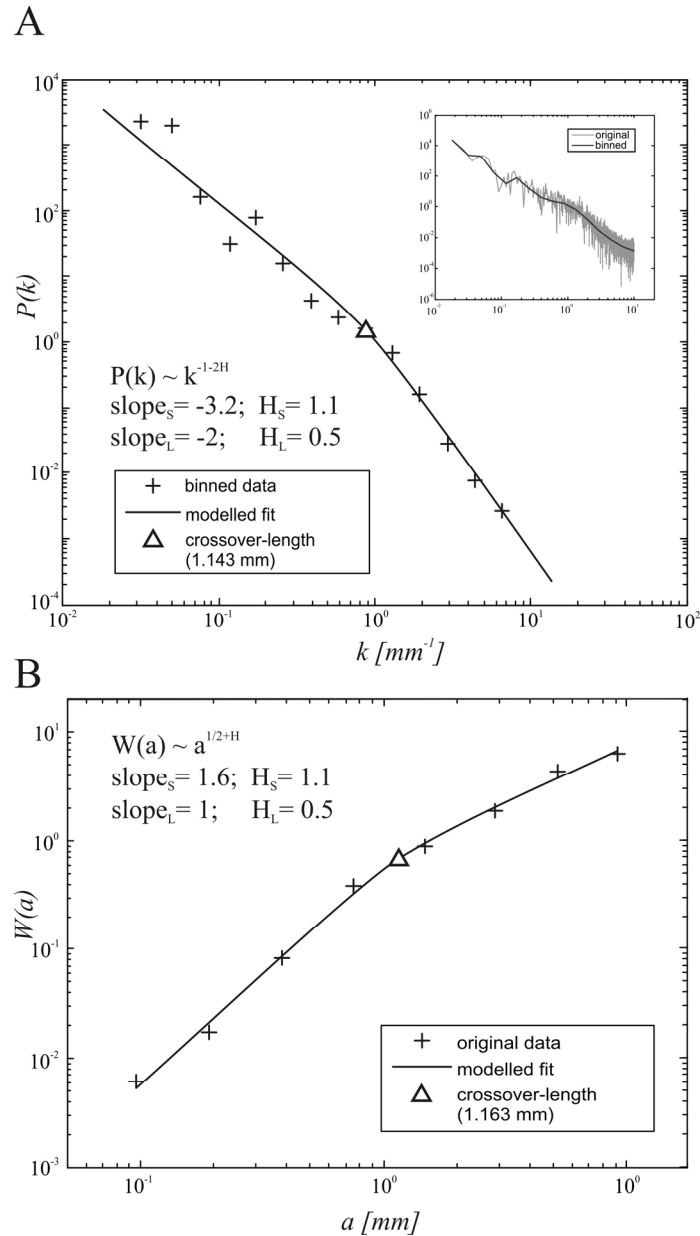 A
10^4
10^2
10^0
10^-2
10^-4
P(k)
10^-2
10^-1
10^0
10^1
10^2
k [mm^-1]
P(k) ~ k^-1-2H
slope_S= -3.2; H_S= 1.1
slope_L= -2; H_L= 0.5
binned data
modelled fit
crossover-length
(1.143 mm)
10^6
10^4
10^2
10^0
10^-2
10^-4
10^-6
10^-2
10^-1
10^0
10^1
original
binned
B
10^1
10^0
10^-1
10^-2
10^-3
W(a)
W(a) ~ a^1/2+H
slope_S= 1.6; H_S= 1.1
slope_L= 1; H_L= 0.5
original data
modelled fit
crossover-length
(1.163 mm)
10^-1
10^0
10^0
a [mm]